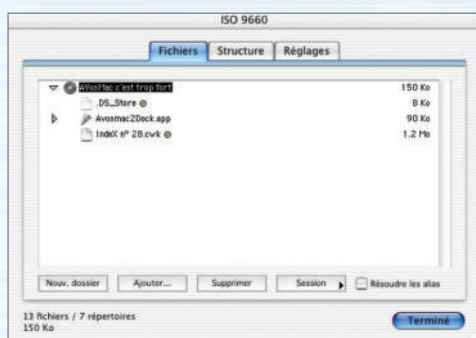 ISO 9660
Fichiers Structure Réglages
AVosMac c'est trop fort 150 Ko
.DS_Store 8 Ko
Avosmac2Dock.app 90 Ko
IndeX n° 28.cwk 1.2 Mo
Nouv. dossier Ajouter... Supprimer Session Résoudre les alias
13 fichiers / 7 répertoires
150 Ko
Terminé